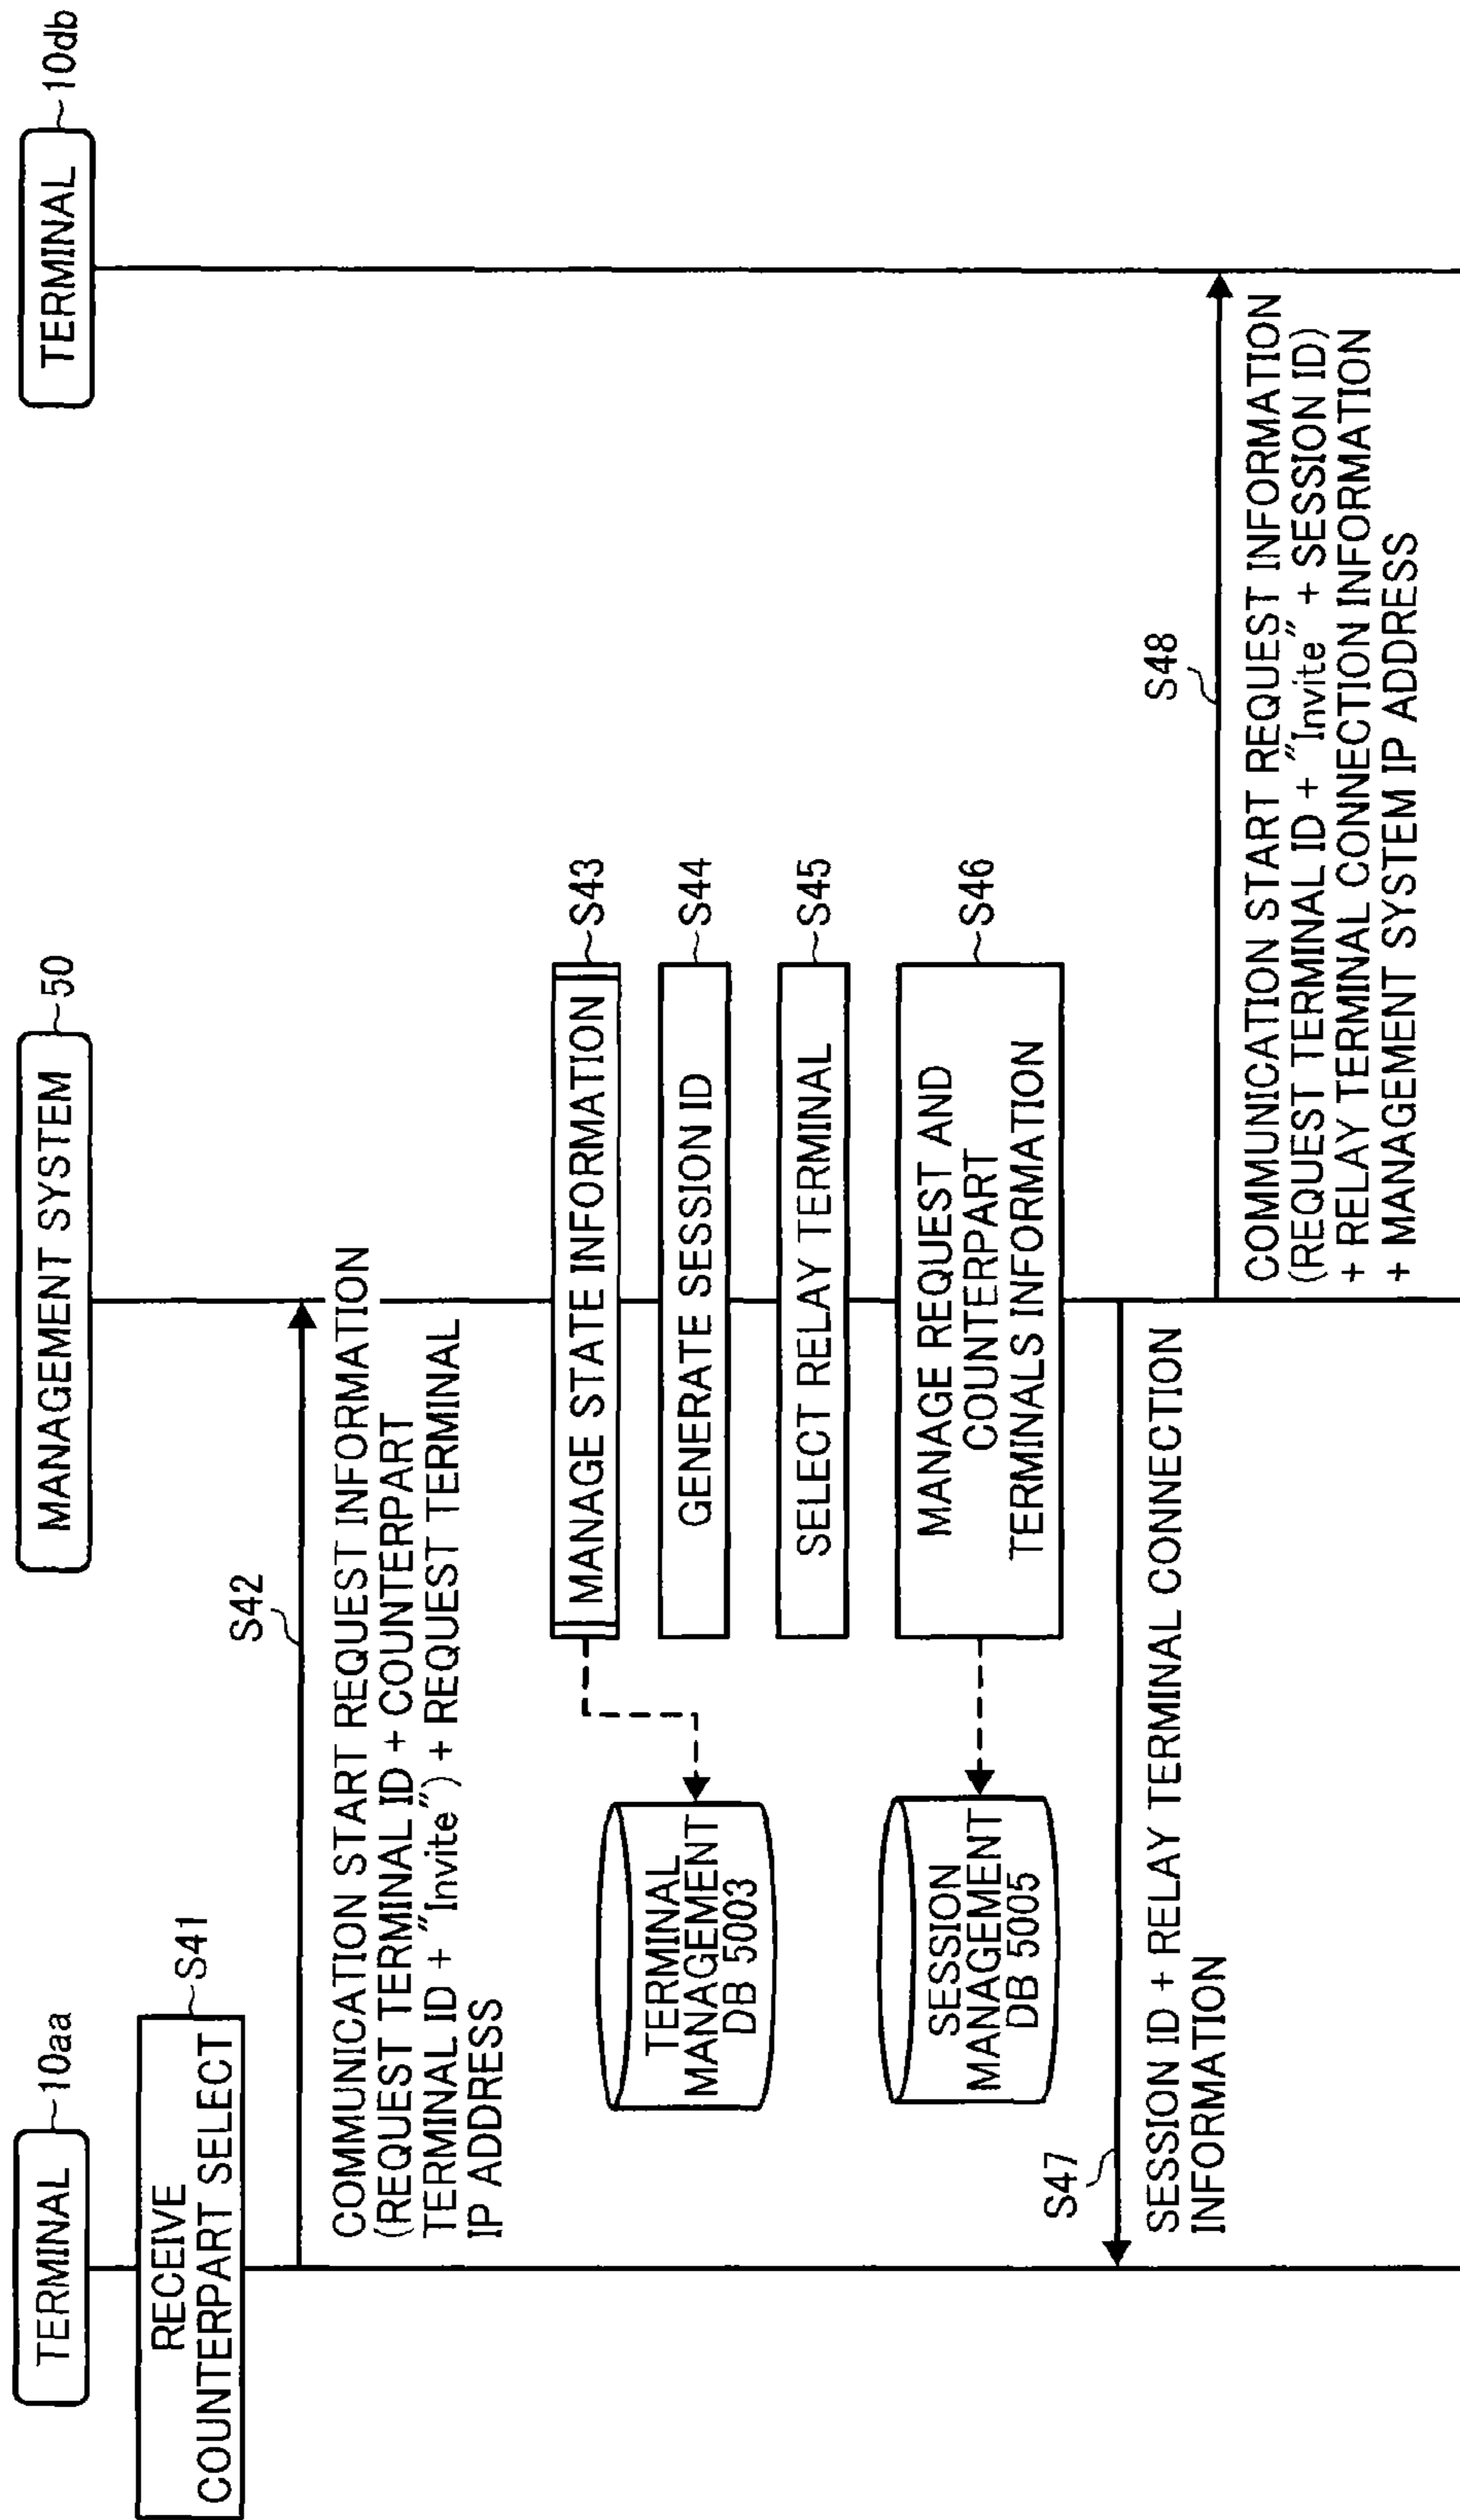 TERMINAL
10aa
MANAGEMENT SYSTEM
50
TERMINAL
10db
RECEIVE
COUNTERPART SELECT
S41
S42
COMMUNICATION START REQUEST INFORMATION
(REQUEST TERMINAL ID + COUNTERPART
TERMINAL ID + "Invite") + REQUEST TERMINAL
IP ADDRESS
MANAGE STATE INFORMATION
S43
TERMINAL
MANAGEMENT
DB 5003
GENERATE SESSION ID
S44
SELECT RELAY TERMINAL
S45
MANAGE REQUEST AND
COUNTERPART
TERMINALS INFORMATION
S46
SESSION
MANAGEMENT
DB 5005
S47
SESSION ID + RELAY TERMINAL CONNECTION
INFORMATION
S48
COMMUNICATION START REQUEST INFORMATION
(REQUEST TERMINAL ID + "Invite" + SESSION ID)
+ RELAY TERMINAL CONNECTION INFORMATION
+ MANAGEMENT SYSTEM IP ADDRESS